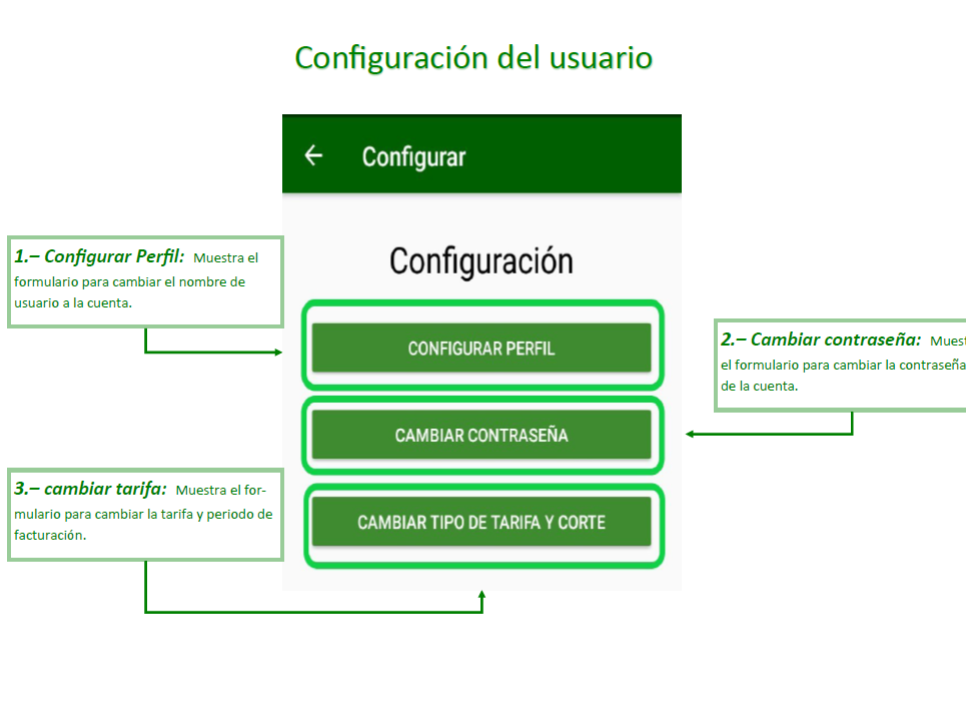 Configuración del usuario
Configurar
Configuración
1.– Configurar Perfil: Muestra el
formulario para cambiar el nombre de
usuario a la cuenta.
CONFIGURAR PERFIL
2.– Cambiar contraseña: Muest
el formulario para cambiar la contraseña
de la cuenta.
CAMBIAR CONTRASEÑA
3.– cambiar tarifa: Muestra el for-
mulario para cambiar la tarifa y periodo de
facturación.
CAMBIAR TIPO DE TARIFA Y CORTE